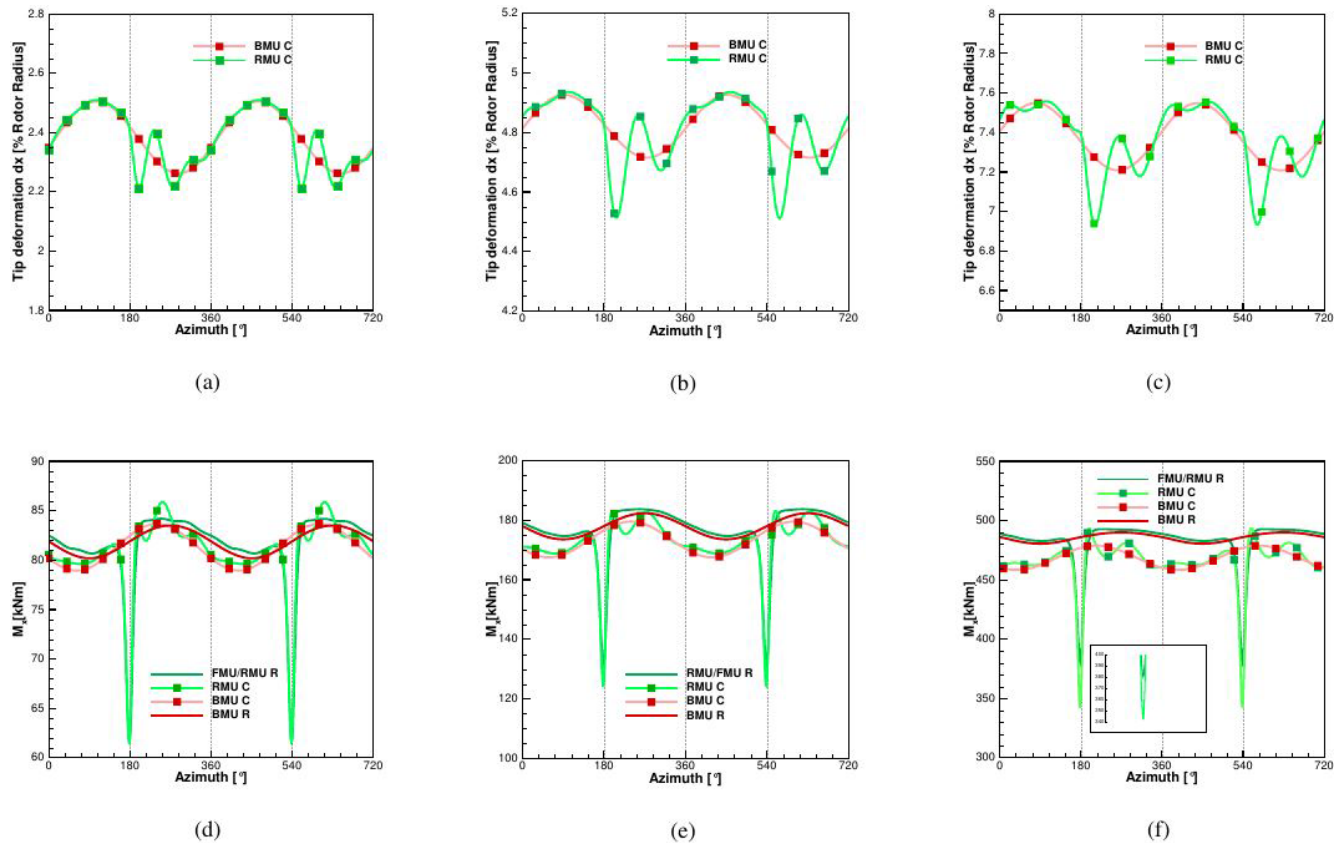 2.8
2.6
2.4
2.2
2
1.8
Tip deformation dx [% Rotor Radius]
BMU C
RMU C
0 180 360 540 720
Azimuth [°]
(a)
5.2
5
4.8
4.6
4.4
4.2
Tip deformation dx [% Rotor Radius]
BMU C
RMU C
0 180 360 540 720
Azimuth [°]
(b)
8
7.8
7.6
7.4
7.2
7
6.8
6.6
Tip deformation dx [% Rotor Radius]
BMU C
RMU C
0 180 360 540 720
Azimuth [°]
(c)
90
85
80
75
70
65
60
Mx[kNm]
FMU/RMU R
RMU C
BMU C
BMU R
0 180 360 540 720
Azimuth [°]
(d)
200
180
160
140
120
100
Mx[kNm]
RMU/FMU R
RMU C
BMU C
BMU R
0 180 360 540 720
Azimuth [°]
(e)
550
500
450
400
350
300
Mx[kNm]
FMU/RMU R
RMU C
BMU C
BMU R
0 180 360 540 720
Azimuth [°]
(f)